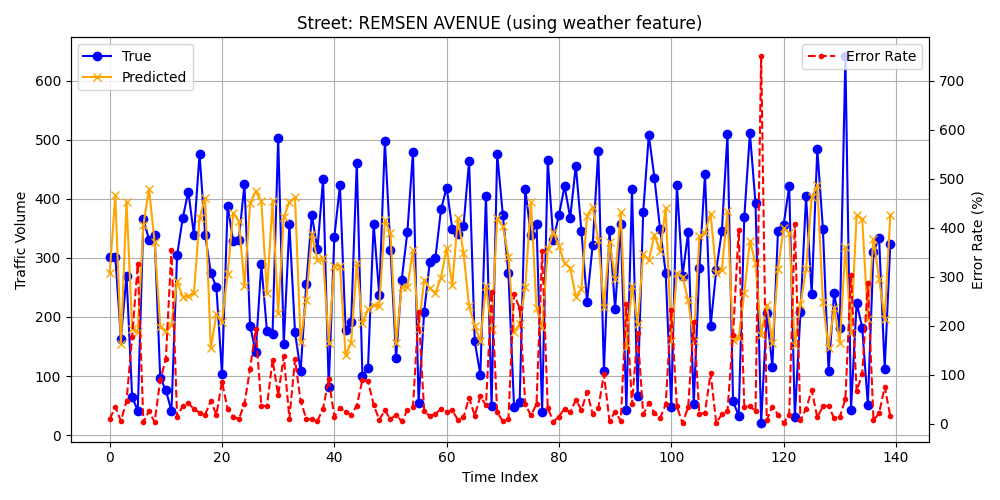 Street: REMSEN AVENUE (using weather feature)
True
Predicted
Error Rate
Traffic Volume
Error Rate (%)
600
500
400
300
200
100
0
700
600
500
400
300
200
100
0
0 20 40 60 80 100 120 140
Time Index